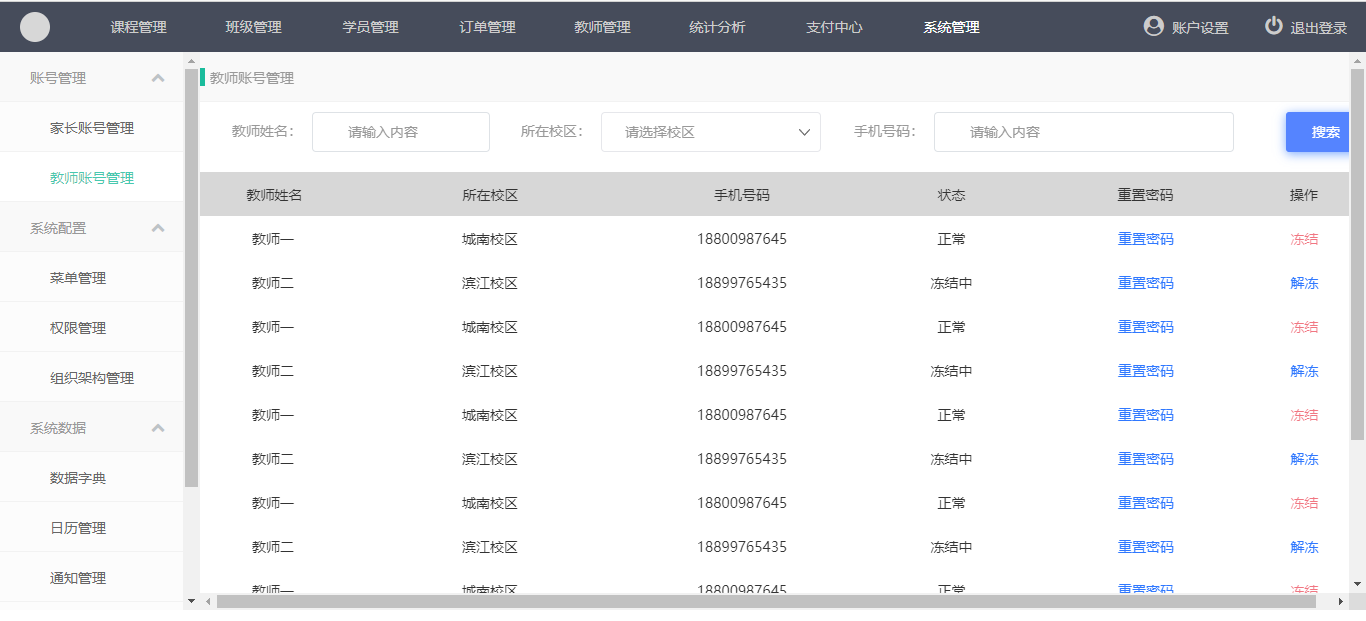 课程管理 班级管理 学员管理 订单管理 教师管理 统计分析 支付中心 系统管理 账户设置 退出登录
账号管理
家长账号管理
教师账号管理
系统配置
菜单管理
权限管理
组织架构管理
系统数据
数据字典
日历管理
通知管理
教师账号管理
教师姓名: 请输入内容 所在校区: 请选择校区 手机号码: 请输入内容 搜索
教师姓名 所在校区 手机号码 状态 重置密码 操作
教师一 城南校区 18800987645 正常 重置密码 冻结
教师二 滨江校区 18899765435 冻结中 重置密码 解冻
教师一 城南校区 18800987645 正常 重置密码 冻结
教师二 滨江校区 18899765435 冻结中 重置密码 解冻
教师一 城南校区 18800987645 正常 重置密码 冻结
教师二 滨江校区 18899765435 冻结中 重置密码 解冻
教师一 城南校区 18800987645 正常 重置密码 冻结
教师二 滨江校区 18899765435 冻结中 重置密码 解冻
教师一 城南校区 18800987645 正常 重置密码 冻结